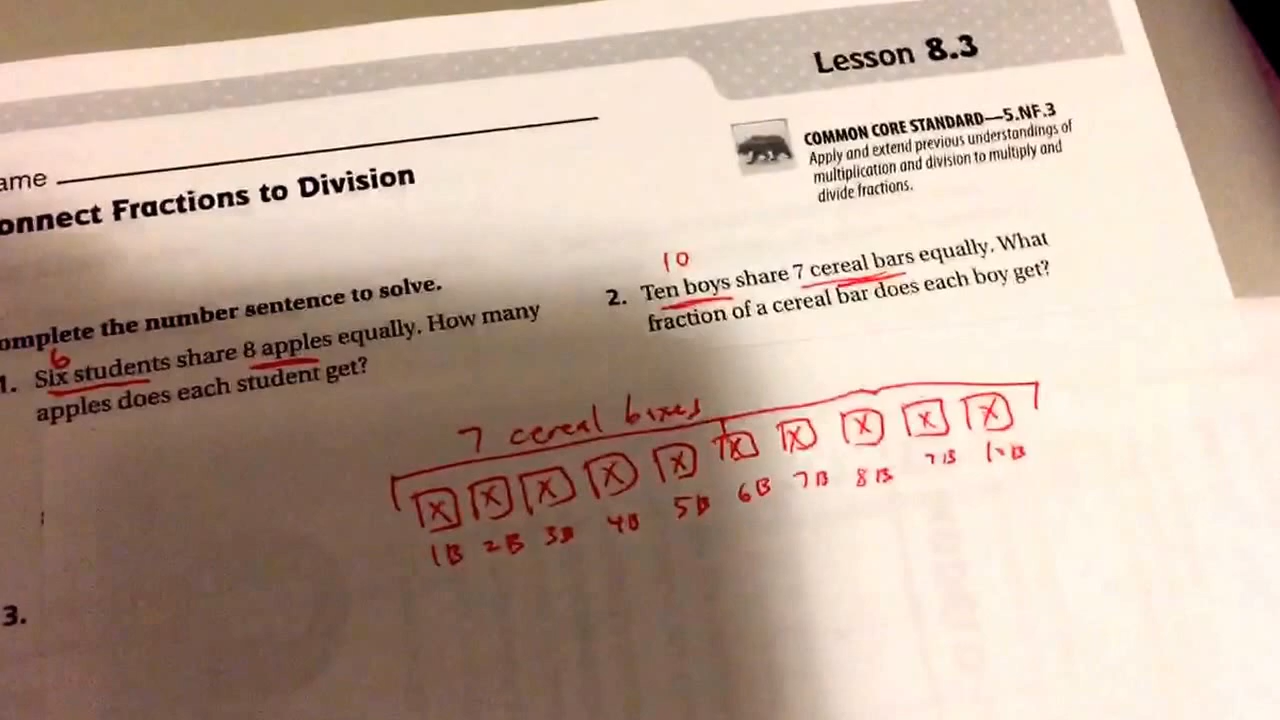 Lesson 8.3
COMMON CORE STANDARD—5.NF.3
Apply and extend previous understandings of
multiplication and division to multiply and
divide fractions.
ame
onnect Fractions to Division
omplete the number sentence to solve.
6
1. Six students share 8 apples equally. How many
apples does each student get?
10
2. Ten boys share 7 cereal bars equally. What
fraction of a cereal bar does each boy get?
7 cereal
X X X X X X X X X X
1B 2B 3B 4B 5B 6B 7B 8B 9B 10B
3.